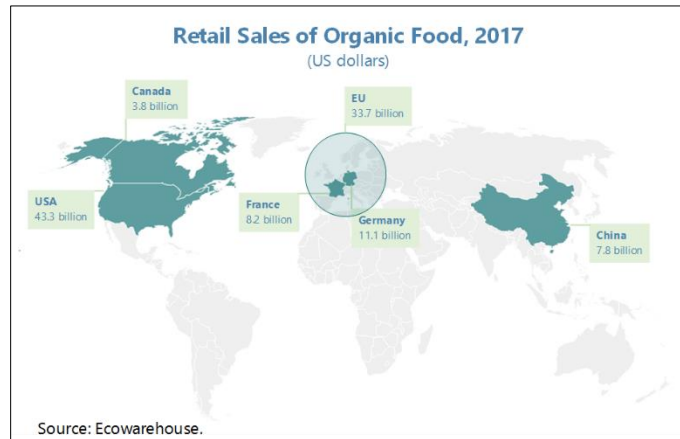 Retail Sales of Organic Food, 2017
(US dollars)
Canada
3.8 billion
EU
33.7 billion
USA
43.3 billion
France
8.2 billion
Germany
11.1 billion
China
7.8 billion
Source: Ecowarehouse.